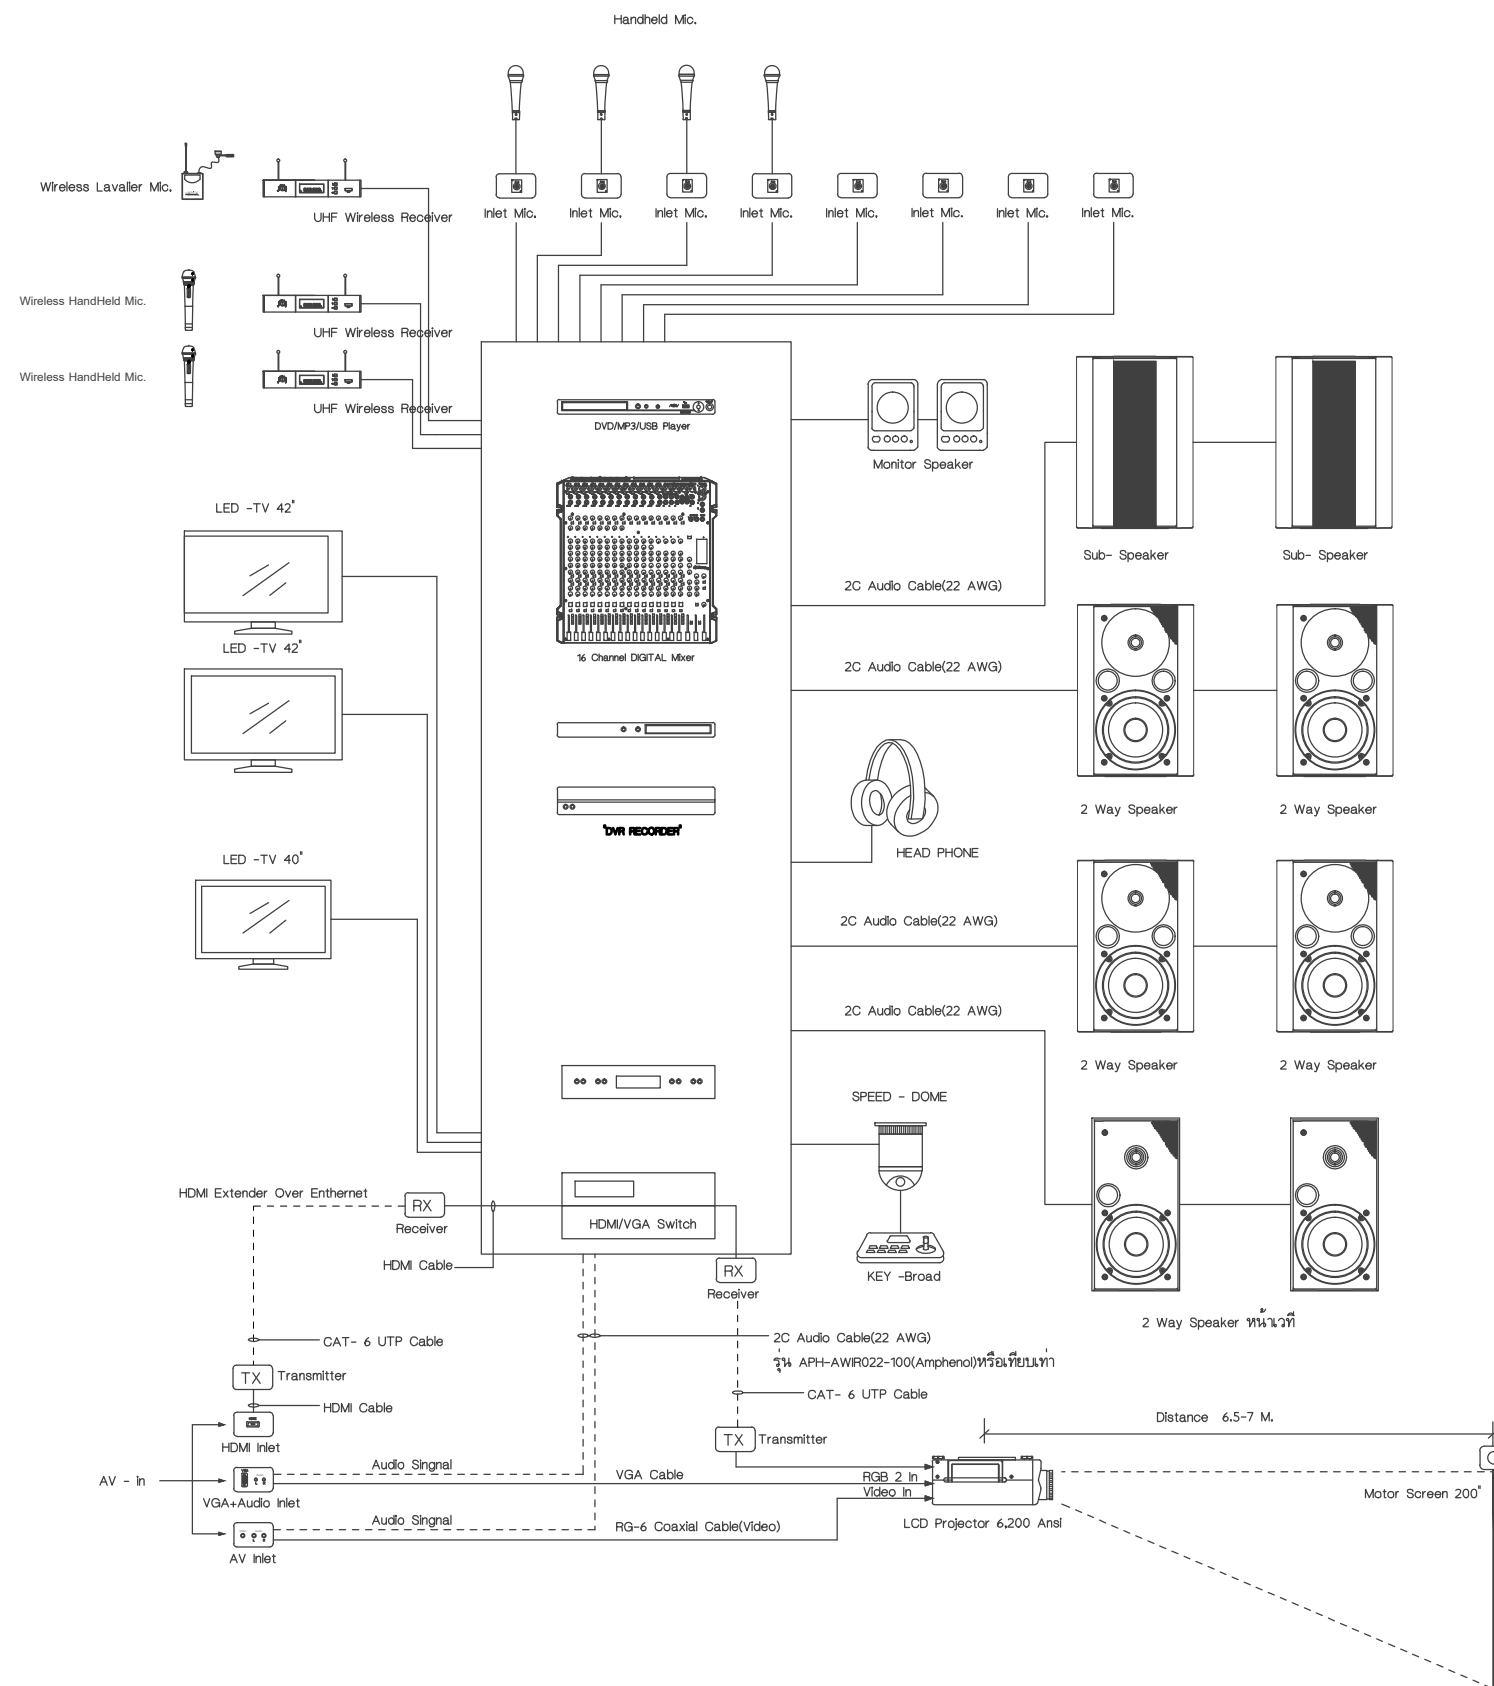 Handheld Mic.
Wireless Lavalier Mic.
UHF Wireless Receiver
Inlet Mic.
Inlet Mic.
Inlet Mic.
Inlet Mic.
Inlet Mic.
Inlet Mic.
Inlet Mic.
Inlet Mic.
Wireless HandHeld Mic.
UHF Wireless Receiver
Wireless HandHeld Mic.
UHF Wireless Receiver
DVD/MP3/USB Player
Monitor Speaker
LED -TV 42"
Sub- Speaker
Sub- Speaker
2C Audio Cable(22 AWG)
LED -TV 42"
16 Channel DIGITAL Mixer
2C Audio Cable(22 AWG)
2 Way Speaker
2 Way Speaker
"DVR RECORDER"
HEAD PHONE
LED -TV 40"
2C Audio Cable(22 AWG)
2C Audio Cable(22 AWG)
2 Way Speaker
2 Way Speaker
SPEED - DOME
HDMI Extender Over Enthernet
RX
Receiver
HDMI/VGA Switch
HDMI Cable
RX
Receiver
KEY -Broad
2 Way Speaker หน้าเวที
CAT- 6 UTP Cable
2C Audio Cable(22 AWG)
รุ่น APH-AWIR022-100(Amphenol)หรือเทียบเท่า
TX
Transmitter
CAT- 6 UTP Cable
HDMI Cable
Distance 6.5-7 M.
TX
Transmitter
HDMI Inlet
Audio Singnal
AV - in
VGA Cable
RGB 2 In
Video In
Motor Screen 200"
VGA+Audio Inlet
Audio Singnal
RG-6 Coaxial Cable(Video)
LCD Projector 6,200 Ansi
AV Inlet